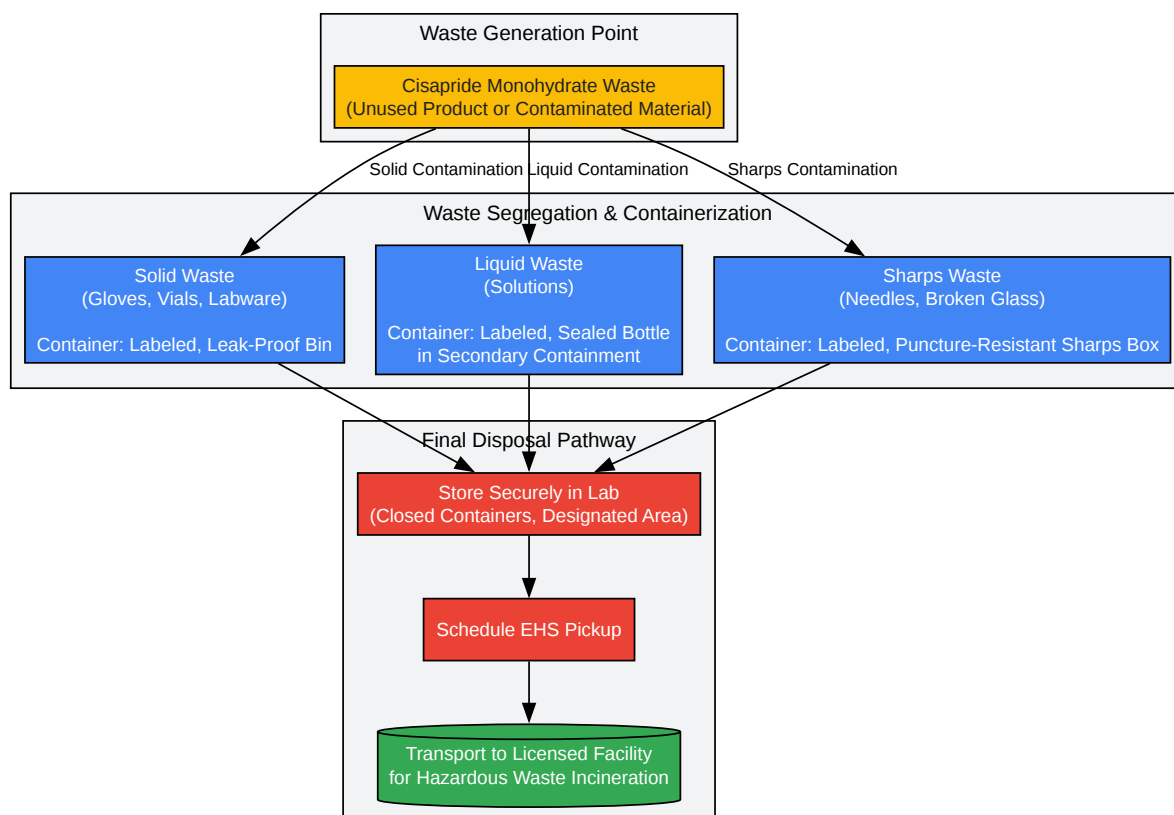 Waste Generation Point
Cisapride Monohydrate Waste
(Unused Product or Contaminated Material)
Solid Contamination
Liquid Contamination
Sharps Contamination
Waste Segregation & Containerization
Solid Waste
(Gloves, Vials, Labware)
Container: Labeled, Leak-Proof Bin
Liquid Waste
(Solutions)
Container: Labeled, Sealed Bottle
in Secondary Containment
Sharps Waste
(Needles, Broken Glass)
Container: Labeled, Puncture-Resistant Sharps Box
Final Disposal Pathway
Store Securely in Lab
(Closed Containers, Designated Area)
Schedule EHS Pickup
Transport to Licensed Facility
for Hazardous Waste Incineration